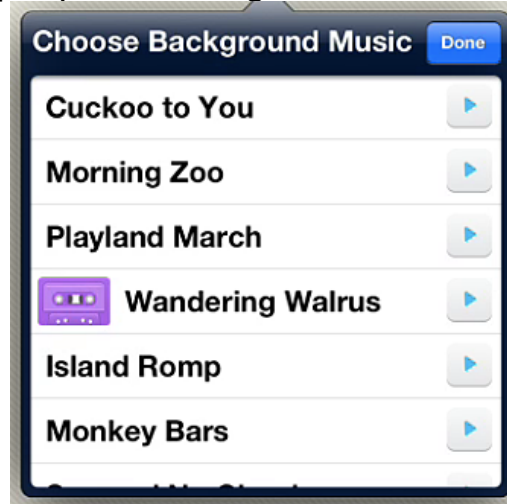 Choose Background Music Done
Cuckoo to You
Morning Zoo
Playland March
Wandering Walrus
Island Romp
Monkey Bars